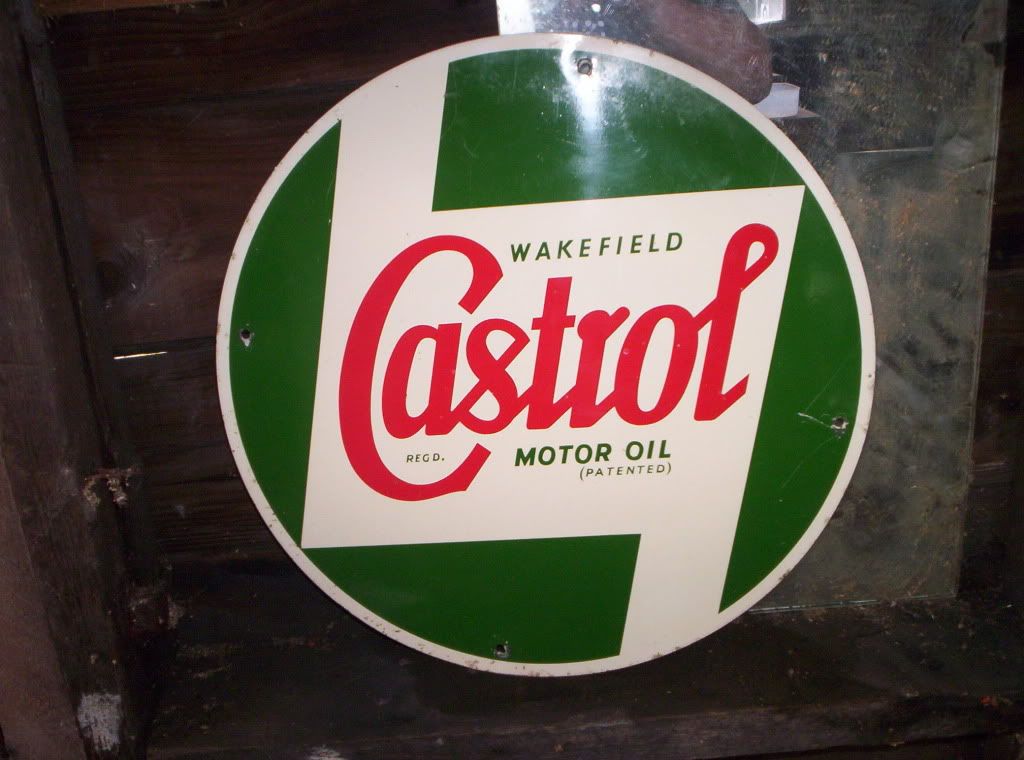 WAKEFIELD
Castrol
REGD.
MOTOR OIL
(PATENTED)